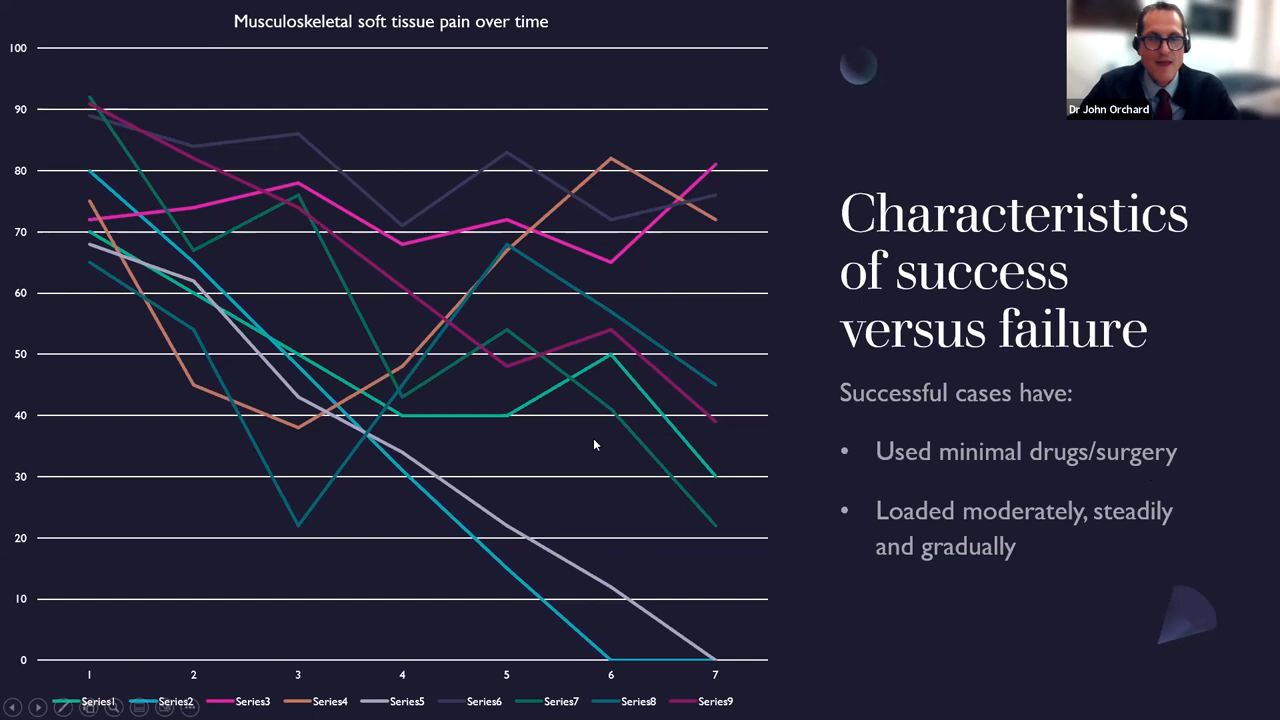 Musculoskeletal soft tissue pain over time
100
90
80
70
60
50
40
30
20
10
0
1 2 3 4 5 6 7
Series1 Series2 Series3 Series4 Series5 Series6 Series7 Series8 Series9
Dr John Orchard
Characteristics
of success
versus failure
Successful cases have:
• Used minimal drugs/surgery
• Loaded moderately, steadily
and gradually